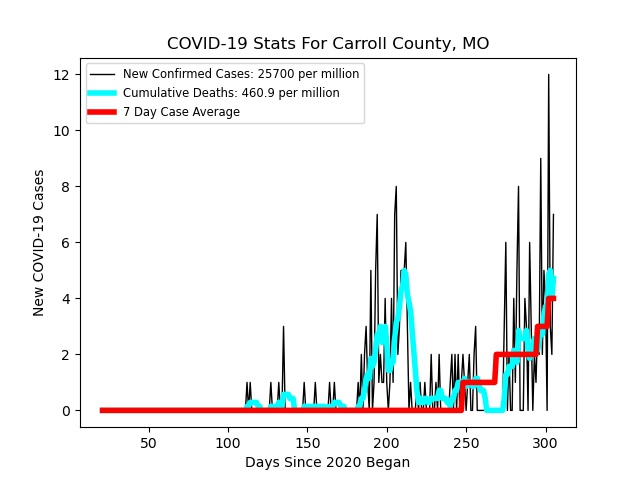 COVID-19 Stats For Carroll County, MO
New Confirmed Cases: 25700 per million
Cumulative Deaths: 460.9 per million
7 Day Case Average
New COVID-19 Cases
12
10
8
6
4
2
0
50 100 150 200 250 300
Days Since 2020 Began